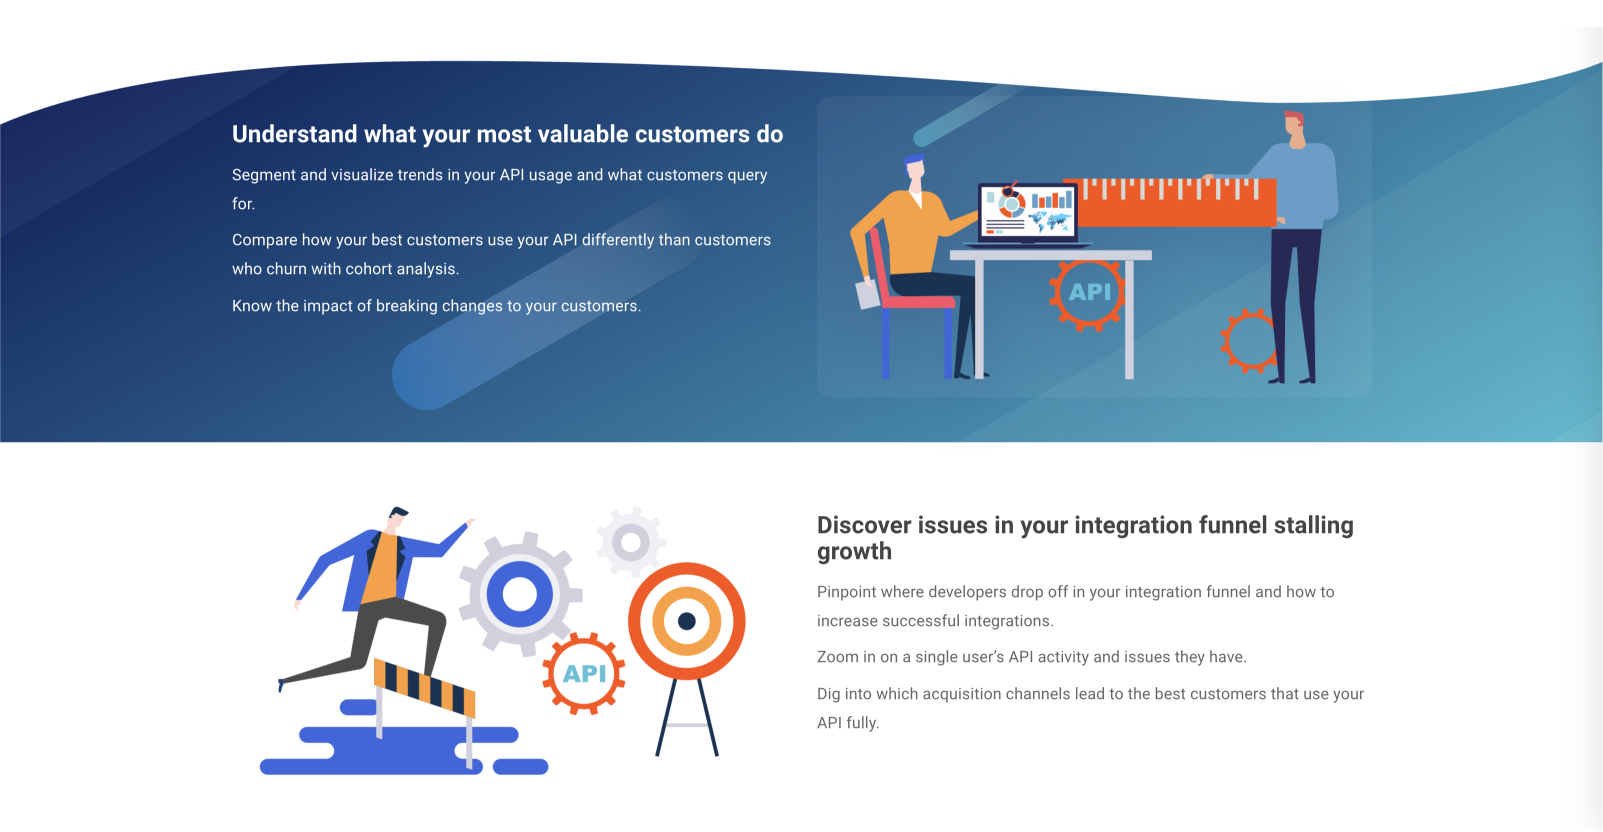 Understand what your most valuable customers do
Segment and visualize trends in your API usage and what customers query
for.
Compare how your best customers use your API differently than customers
who churn with cohort analysis.
Know the impact of breaking changes to your customers.
API
Discover issues in your integration funnel stalling
growth
Pinpoint where developers drop off in your integration funnel and how to
increase successful integrations.
Zoom in on a single user’s API activity and issues they have.
Dig into which acquisition channels lead to the best customers that use your
API fully.
API